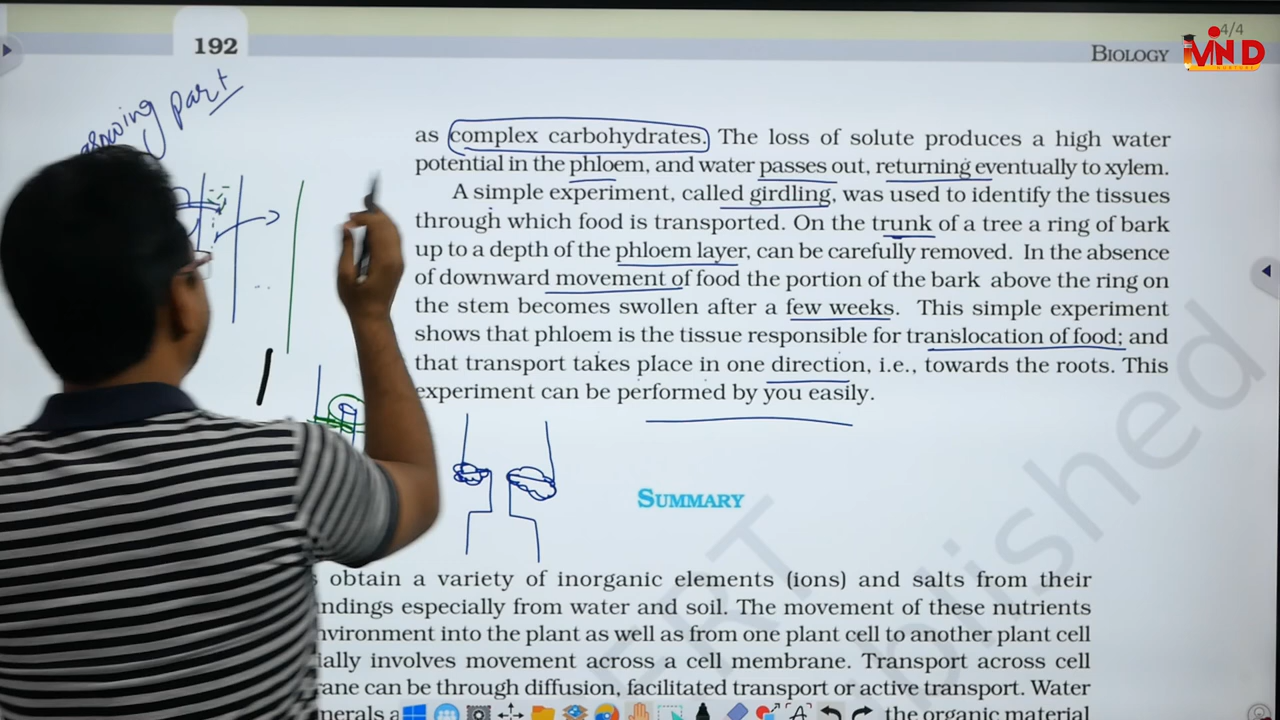 192
BIOLOGY
4/4
MIND
growing part
as complex carbohydrates. The loss of solute produces a high water
potential in the phloem, and water passes out, returning eventually to xylem.
A simple experiment, called girdling, was used to identify the tissues
through which food is transported. On the trunk of a tree a ring of bark
up to a depth of the phloem layer, can be carefully removed. In the absence
of downward movement of food the portion of the bark above the ring on
the stem becomes swollen after a few weeks. This simple experiment
shows that phloem is the tissue responsible for translocation of food; and
that transport takes place in one direction, i.e., towards the roots. This
experiment can be performed by you easily.
SUMMARY
obtain a variety of inorganic elements (ions) and salts from their
ndings especially from water and soil. The movement of these nutrients
nvironment into the plant as well as from one plant cell to another plant cell
ially involves movement across a cell membrane. Transport across cell
rane can be through diffusion, facilitated transport or active transport. Water
nerals a the organic material